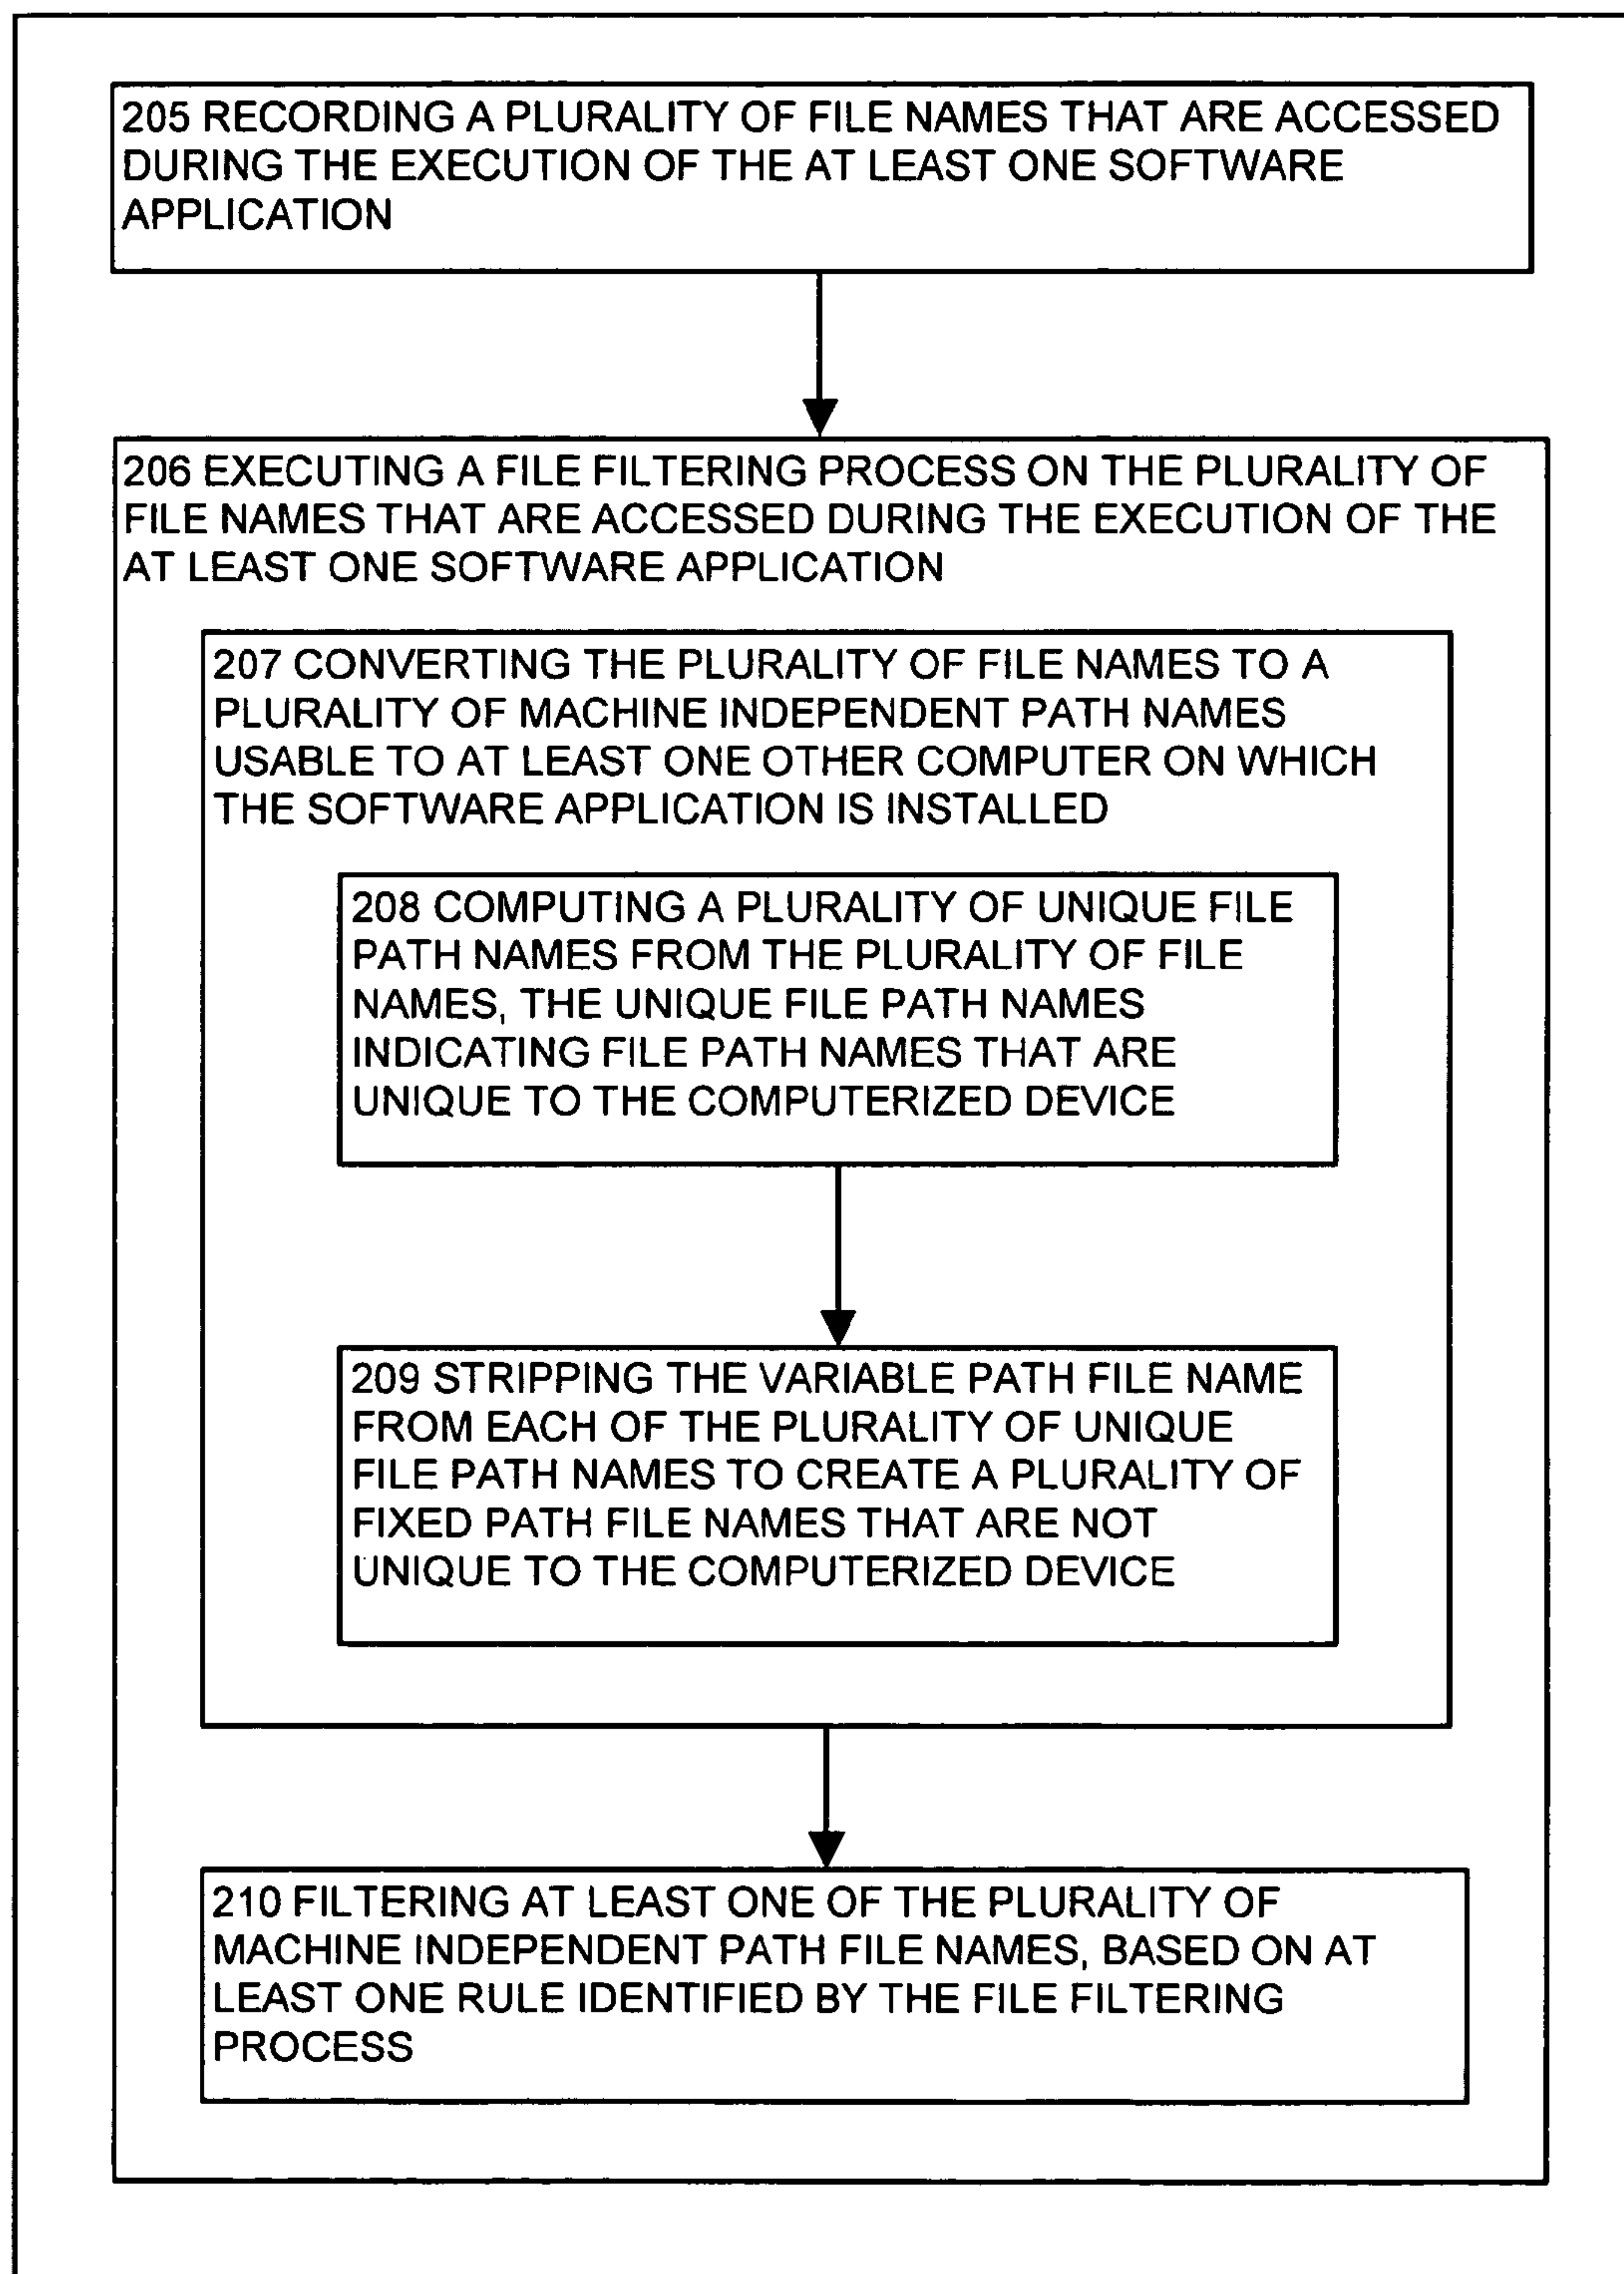 205 RECORDING A PLURALITY OF FILE NAMES THAT ARE ACCESSED
DURING THE EXECUTION OF THE AT LEAST ONE SOFTWARE
APPLICATION
206 EXECUTING A FILE FILTERING PROCESS ON THE PLURALITY OF
FILE NAMES THAT ARE ACCESSED DURING THE EXECUTION OF THE
AT LEAST ONE SOFTWARE APPLICATION
207 CONVERTING THE PLURALITY OF FILE NAMES TO A
PLURALITY OF MACHINE INDEPENDENT PATH NAMES
USABLE TO AT LEAST ONE OTHER COMPUTER ON WHICH
THE SOFTWARE APPLICATION IS INSTALLED
208 COMPUTING A PLURALITY OF UNIQUE FILE
PATH NAMES FROM THE PLURALITY OF FILE
NAMES, THE UNIQUE FILE PATH NAMES
INDICATING FILE PATH NAMES THAT ARE
UNIQUE TO THE COMPUTERIZED DEVICE
209 STRIPPING THE VARIABLE PATH FILE NAME
FROM EACH OF THE PLURALITY OF UNIQUE
FILE PATH NAMES TO CREATE A PLURALITY OF
FIXED PATH FILE NAMES THAT ARE NOT
UNIQUE TO THE COMPUTERIZED DEVICE
210 FILTERING AT LEAST ONE OF THE PLURALITY OF
MACHINE INDEPENDENT PATH FILE NAMES, BASED ON AT
LEAST ONE RULE IDENTIFIED BY THE FILE FILTERING
PROCESS